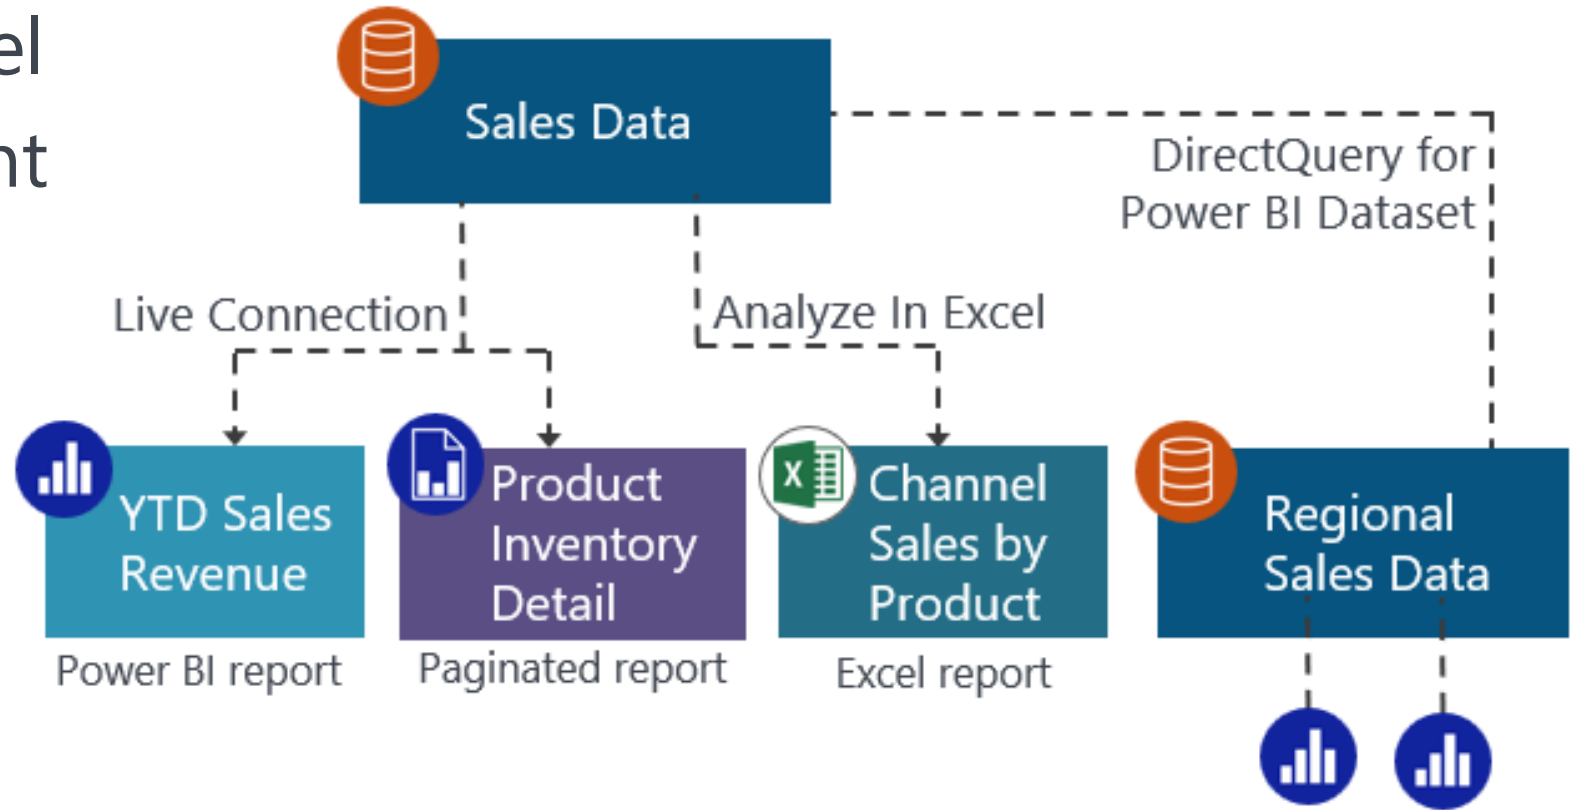 el
nt
Sales Data
DirectQuery for
Power BI Dataset
Live Connection
Analyze In Excel
YTD Sales
Revenue
Power BI report
Product
Inventory
Detail
Paginated report
X
Channel
Sales by
Product
Excel report
Regional
Sales Data